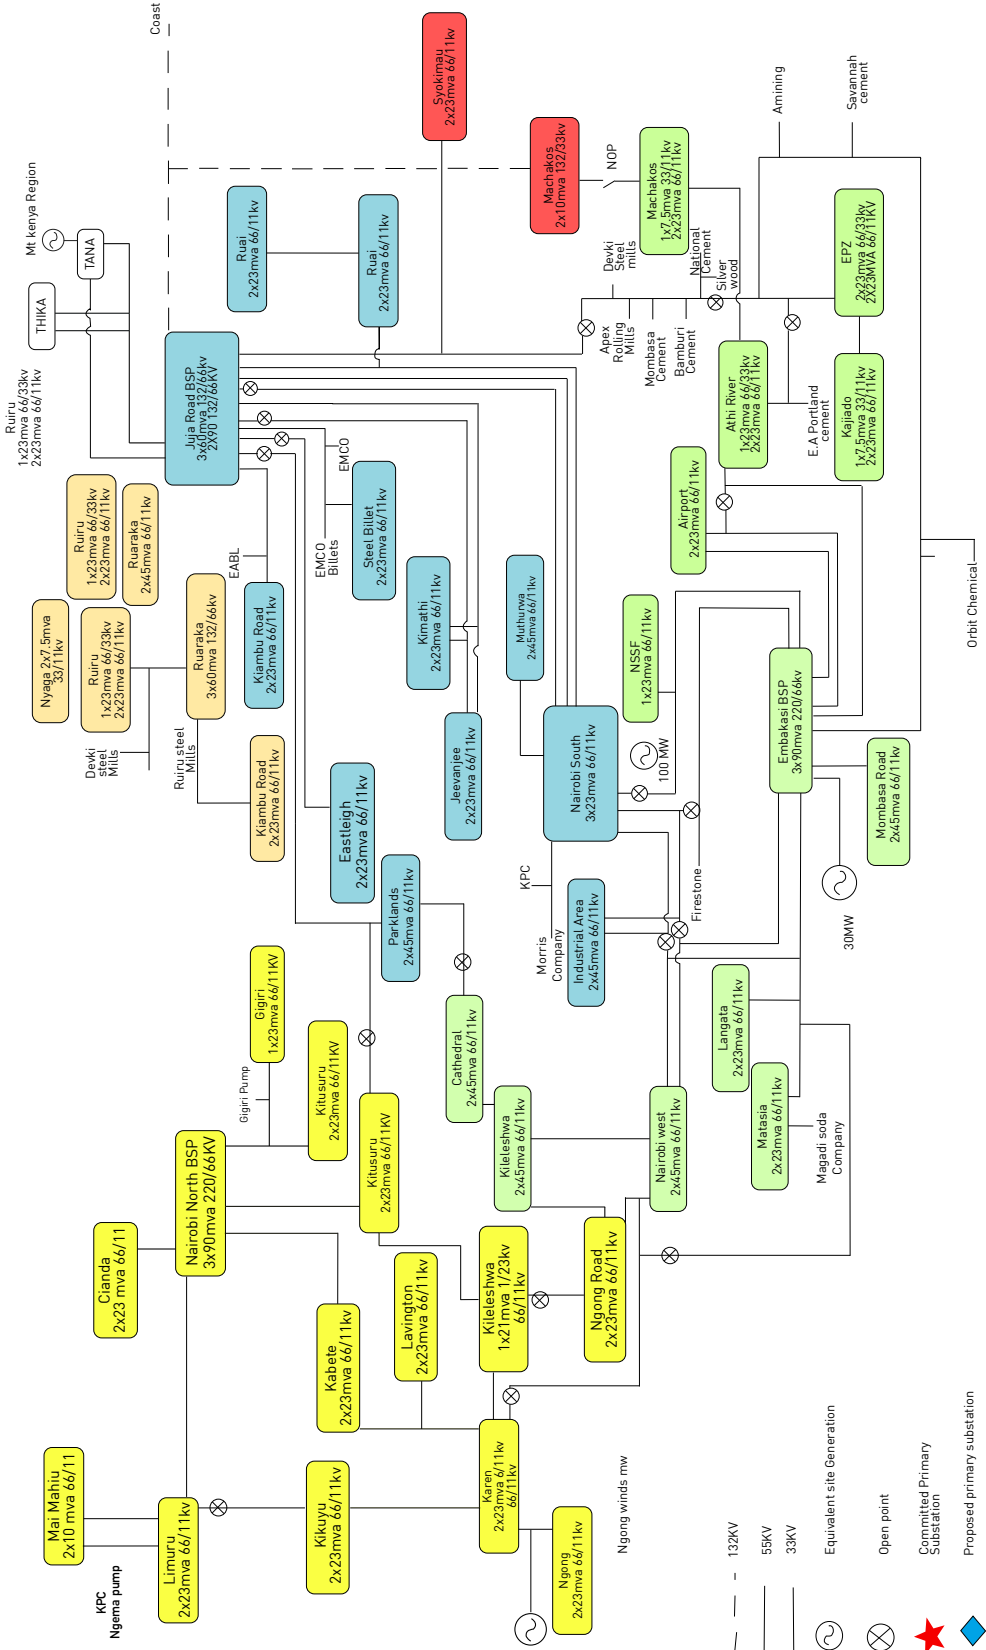 Coast
Mt kenya Region
TANA
THIKA
Ruiru
1x23mva 66/33kv
2x23mva 66/11kv
Syokimau
2x23mva 66/11kv
Ruai
2x23mva 66/11kv
Ruai
2x23mva 66/11kv
Machakos
2x10mva 132/33kv
NOP
Machakos
1x7.5mva 33/11kv
2x23mva 66/11kv
Amining
Savannah
cement
Juja Road BSP
3x60mva 132/66kv
2X90 132/66KV
Devki
Steel
mills
National
Cement
Silver
wood
Apex
Rolling
Mills
Mombasa
Cement
Bamburi
Cement
EPZ
2x23mva 66/33kv
2X23MVA 66/11KV
Athi River
1x23mva 66/33kv
2x23mva 66/11kv
E.A Portland
cement
Kajiado
1x7.5mva 33/11kv
2x23mva 66/11kv
Ruiru
1x23mva 66/33kv
2x23mva 66/11kv
Ruaraka
2x45mva 66/11kv
Nyaga 2x7.5mva
33/11kv
Ruiru
1x23mva 66/33kv
2x23mva 66/11kv
Ruaraka
3x60mva 132/66kv
EABL
Kiambu Road
2x23mva 66/11kv
EMCO
EMCO
Billets
Steel Billet
2x23mva 66/11kv
Kimathi
2x23mva 66/11kv
Muthurwa
2x45mva 66/11kv
Airport
2x23mva 66/11kv
NSSF
1x23mva 66/11kv
Orbit Chemical
Devki
steel
Mills
Ruiru steel
Mills
Kiambu Road
2x23mva 66/11kv
Eastleigh
2x23mva 66/11kv
Jeevanjee
2x23mva 66/11kv
Nairobi South
3x23mva 66/11kv
100 MW
Embakasi BSP
3x90mva 220/66kv
Mombasa Road
2x45mva 66/11kv
30MW
Firestone
KPC
Morris
Company
Industrial Area
2x45mva 66/11kv
Parklands
2x45mva 66/11kv
Gigiri
1x23mva 66/11KV
Gigiri Pump
Kitusuru
2x23mva 66/11KV
Kitusuru
2x23mva 66/11KV
Cathedral
2x45mva 66/11kv
Kileleshwa
2x45mva 66/11kv
Nairobi west
2x45mva 66/11kv
Langata
2x23mva 66/11kv
Matasia
2x23mva 66/11kv
Magadi soda
Company
Nairobi North BSP
3x90mva 220/66KV
Cianda
2x23 mva 66/11
Kabete
2x23mva 66/11kv
Lavington
2x23mva 66/11kv
Kileleshwa
1x21mva 1/23kv
66/11kv
Ngong Road
2x23mva 66/11kv
Mai Mahiu
2x10 mva 66/11
KPC
Ngema pump
Limuru
2x23mva 66/11kv
Kikuyu
2x23mva 66/11kv
Karen
2x23mva 6/11kv
66/11kv
Ngong
2x23mva 66/11kv
Ngong winds mw
132KV
55KV
33KV
Equivalent site Generation
Open point
Committed Primary
Substation
Proposed primary substation